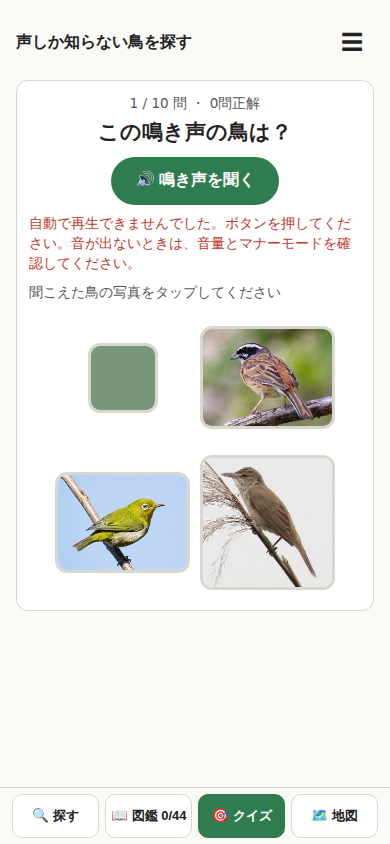 声しか知らない鳥を探す
☰
1 / 10 問 ・ 0問正解
この鳴き声の鳥は？
🔊 鳴き声を聞く
自動で再生できませんでした。ボタンを押してくだ
さい。音が出ないときは、音量とマナーモードを確
認してください。
聞こえた鳥の写真をタップしてください
🔍 探す
📖 図鑑 0/44
🎯 クイズ
🗺️ 地図